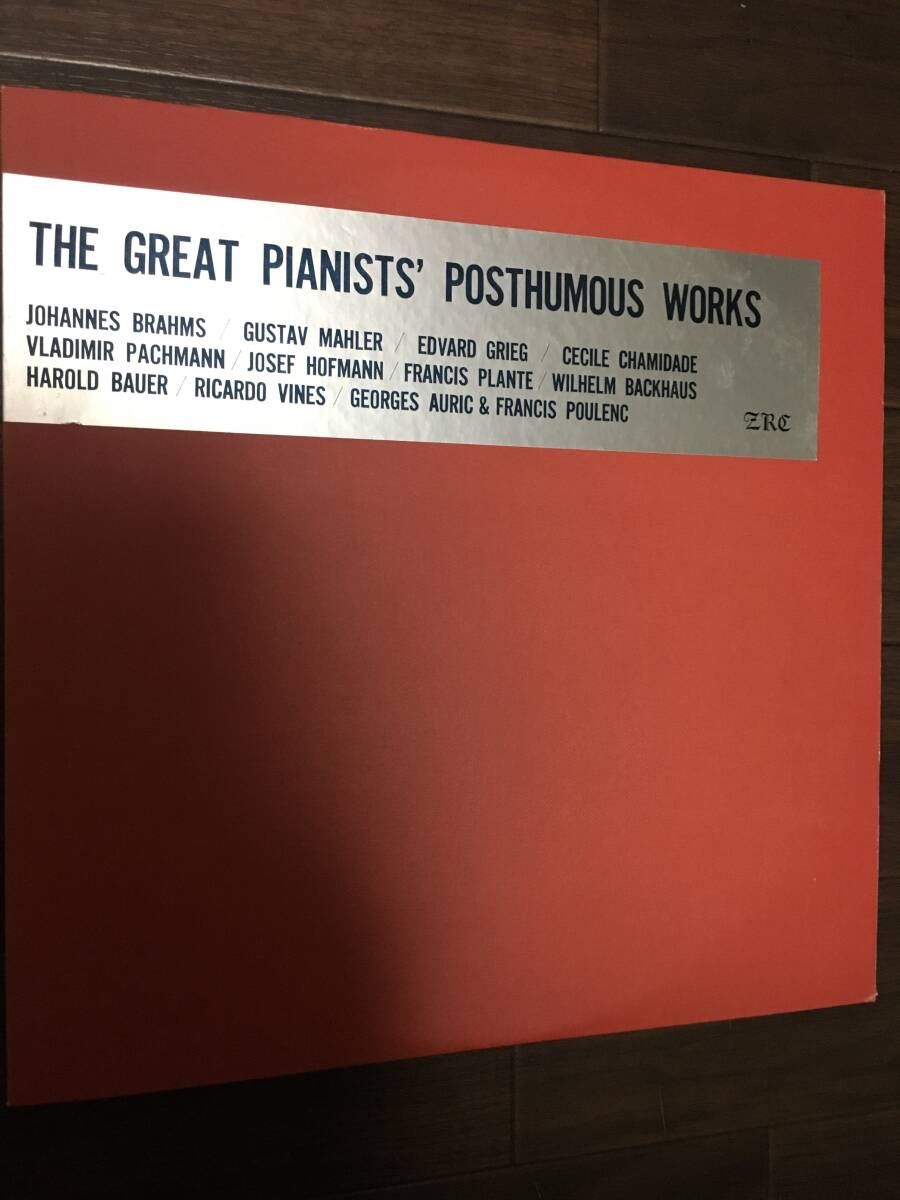 THE GREAT PIANISTS' POSTHUMOUS WORKS
JOHANNES BRAHMS / GUSTAV MAHLER / EDVARD GRIEG / CECILE CHAMIDADE
VLADIMIR PACHMANN / JOSEF HOFMANN / FRANCIS PLANTE / WILHELM BACKHAUS
HAROLD BAUER / RICARDO VINES / GEORGES AURIC & FRANCIS POULENC
ZRC